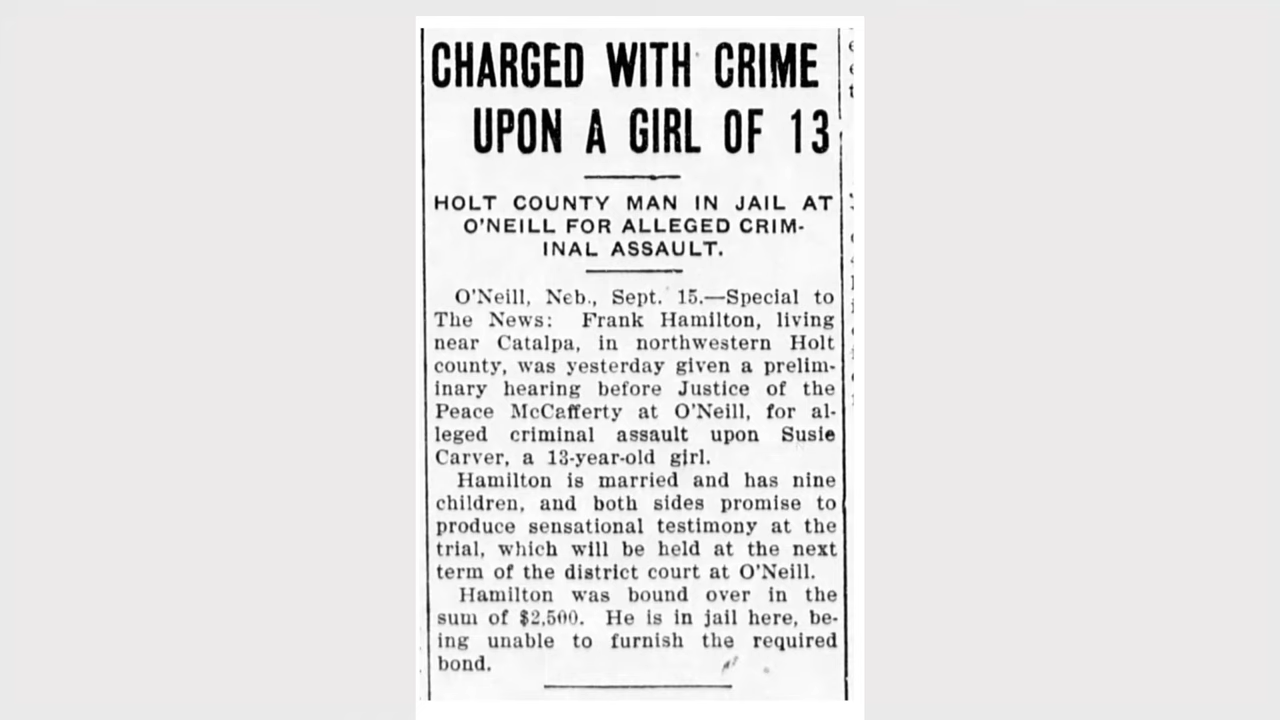 CHARGED WITH CRIME
UPON A GIRL OF 13
HOLT COUNTY MAN IN JAIL AT
O'NEILL FOR ALLEGED CRIM-
INAL ASSAULT.
O'Neill, Neb., Sept. 15.—Special to
The News: Frank Hamilton, living
near Catalpa, in northwestern Holt
county, was yesterday given a prelim-
inary hearing before Justice of the
Peace McCafferty at O'Neill, for al-
leged criminal assault upon Susie
Carver, a 13-year-old girl.
Hamilton is married and has nine
children, and both sides promise to
produce sensational testimony at the
trial, which will be held at the next
term of the district court at O'Neill.
Hamilton was bound over in the
sum of $2,500. He is in jail here, be-
ing unable to furnish the required
bond.